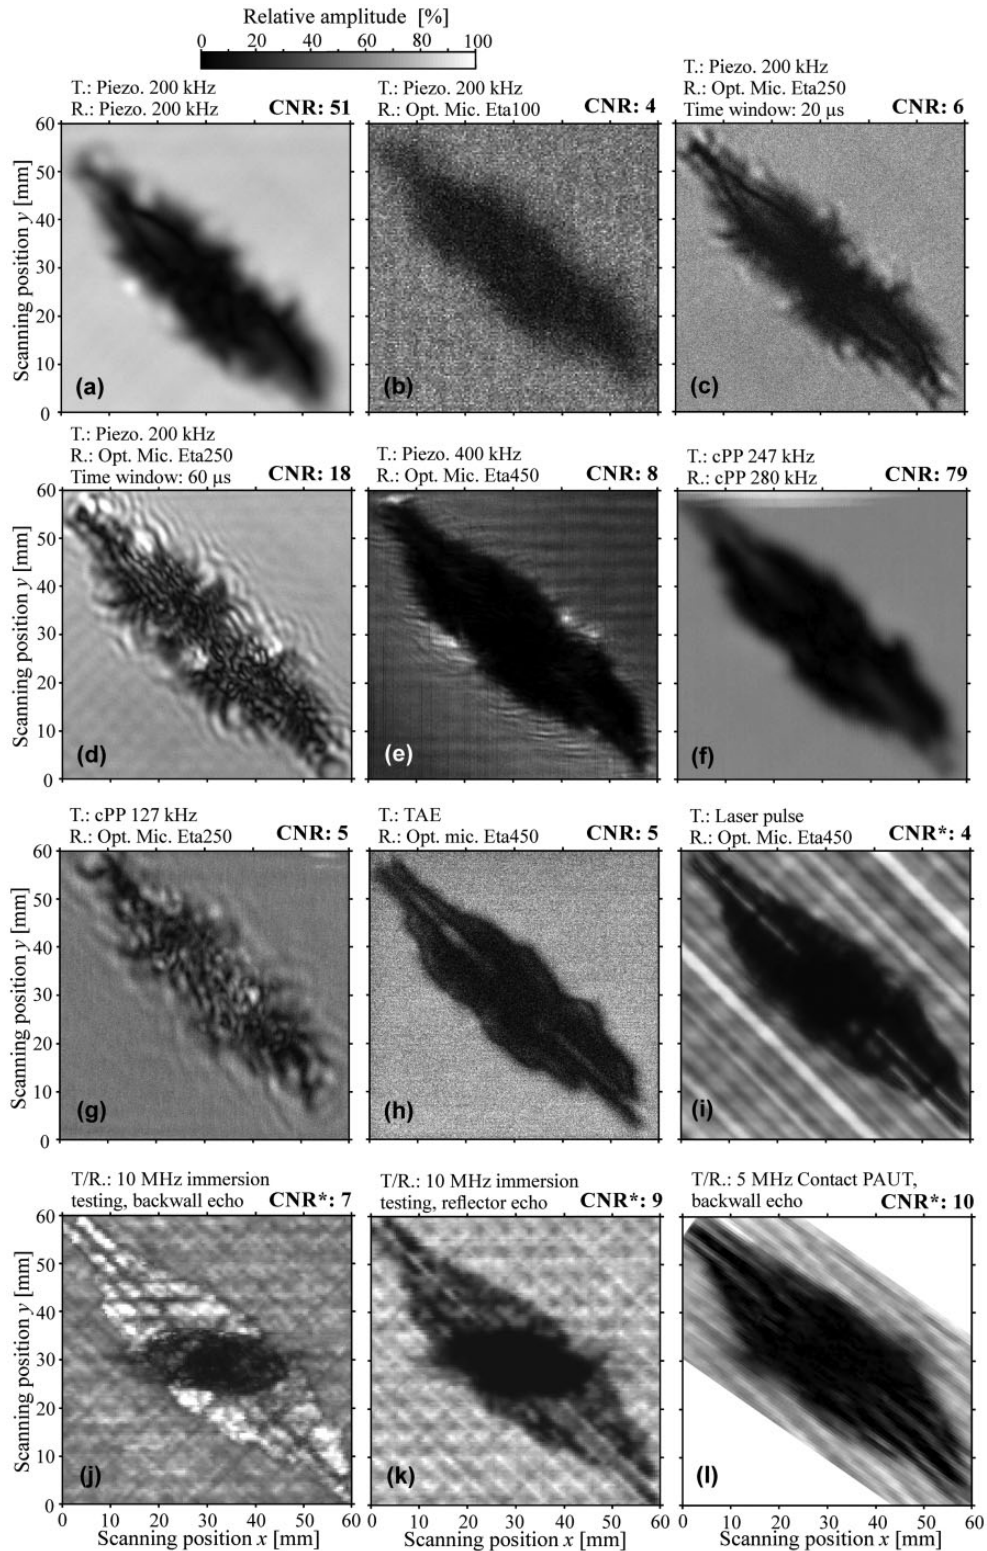 Relative amplitude [%]
0 20 40 60 80 100
T.: Piezo. 200 kHz
R.: Piezo. 200 kHz CNR: 51
T.: Piezo. 200 kHz
R.: Opt. Mic. Eta100 CNR: 4
T.: Piezo. 200 kHz
R.: Opt. Mic. Eta250
Time window: 20 µs CNR: 6
Scanning position y [mm]
60
50
40
30
20
10
0
(a)
(b)
(c)
T.: Piezo. 200 kHz
R.: Opt. Mic. Eta250
Time window: 60 µs CNR: 18
T.: Piezo. 400 kHz
R.: Opt. Mic. Eta450 CNR: 8
T.: cPP 247 kHz
R.: cPP 280 kHz CNR: 79
Scanning position y [mm]
60
50
40
30
20
10
0
(d)
(e)
(f)
T.: cPP 127 kHz
R.: Opt. Mic. Eta250 CNR: 5
T.: TAE
R.: Opt. mic. Eta450 CNR: 5
T.: Laser pulse
R.: Opt. Mic. Eta450 CNR*: 4
Scanning position y [mm]
60
50
40
30
20
10
0
(g)
(h)
(i)
T/R.: 10 MHz immersion
testing, backwall echo CNR*: 7
T/R.: 10 MHz immersion
testing, reflector echo CNR*: 9
T/R.: 5 MHz Contact PAUT,
backwall echo CNR*: 10
Scanning position y [mm]
60
50
40
30
20
10
0
(j)
(k)
(l)
0 10 20 30 40 50 60
0 10 20 30 40 50 60
0 10 20 30 40 50 60
Scanning position x [mm]
Scanning position x [mm]
Scanning position x [mm]